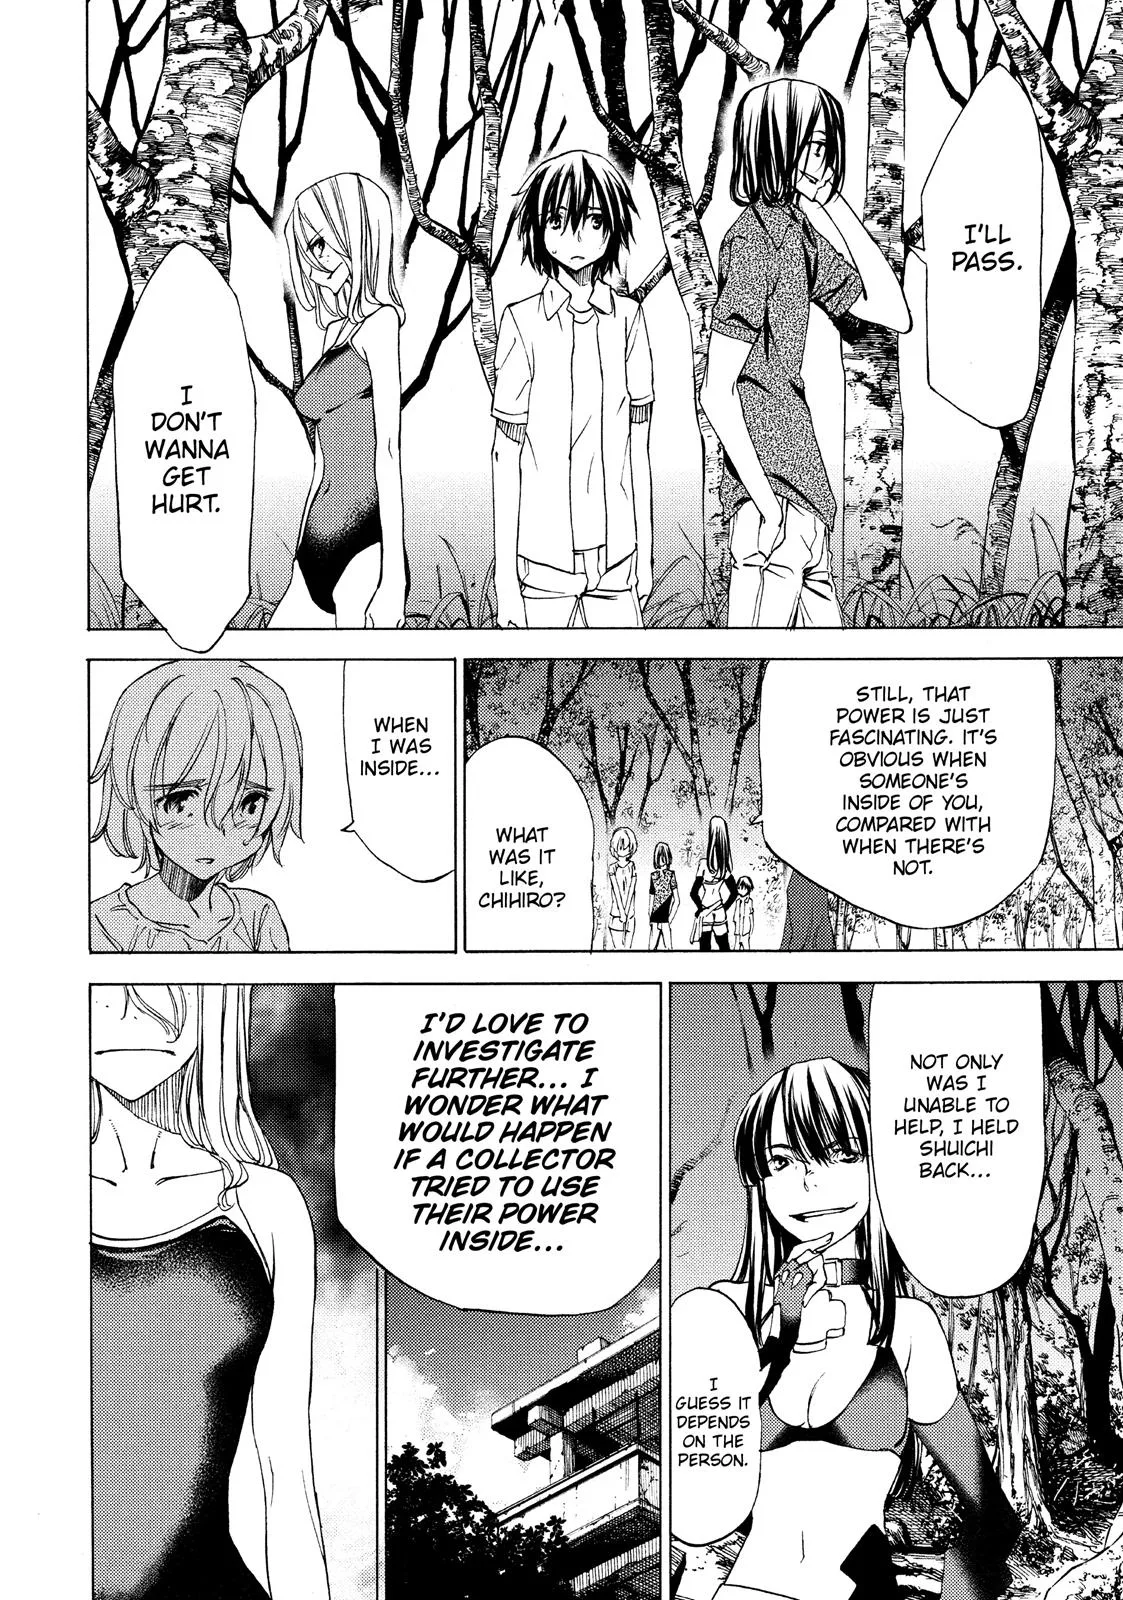 I'LL
PASS.
I
DON'T
WANNA
GET
HURT.
STILL, THAT
POWER IS JUST
FASCINATING. IT'S
OBVIOUS WHEN
SOMEONE'S
INSIDE OF YOU,
COMPARED WITH
WHEN THERE'S
NOT.
WHAT
WAS IT
LIKE,
CHIHIRO?
WHEN
I WAS
INSIDE...
NOT ONLY
WAS I
UNABLE TO
HELP, I HELD
SHUICHI
BACK...
I
GUESS IT
DEPENDS
ON THE
PERSON.
I'D LOVE TO
INVESTIGATE
FURTHER... I
WONDER WHAT
WOULD HAPPEN
IF A COLLECTOR
TRIED TO USE
THEIR POWER
INSIDE...